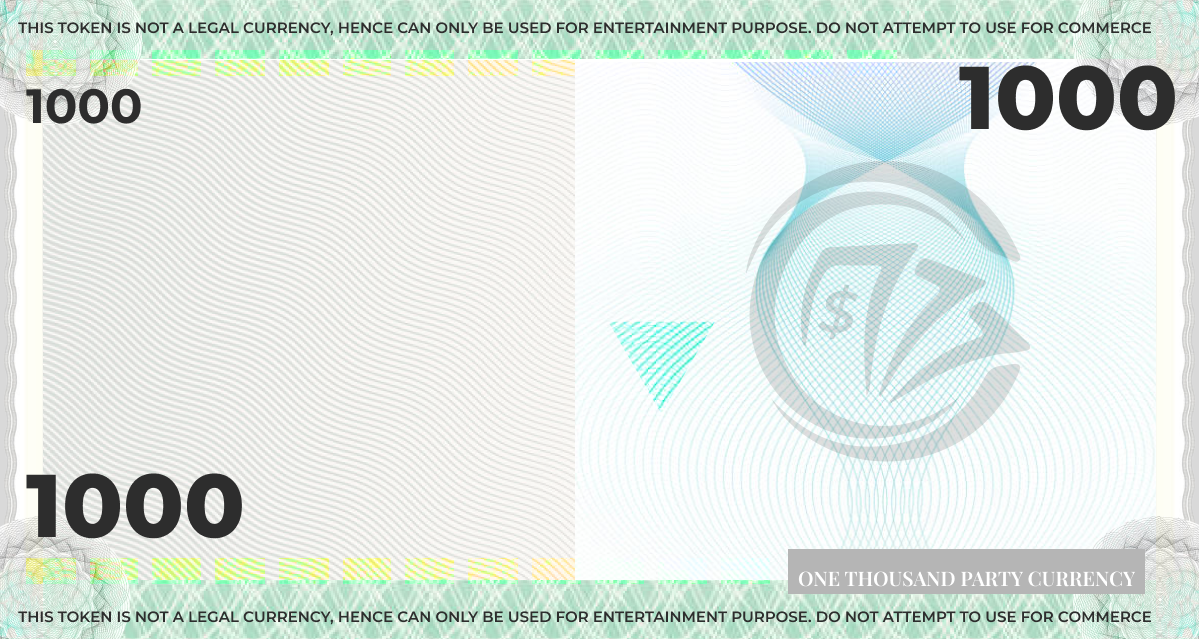 THIS TOKEN IS NOT A LEGAL CURRENCY, HENCE CAN ONLY BE USED FOR ENTERTAINMENT PURPOSE. DO NOT ATTEMPT TO USE FOR COMMERCE
1000
1000
$
1000
ONE THOUSAND PARTY CURRENCY
THIS TOKEN IS NOT A LEGAL CURRENCY, HENCE CAN ONLY BE USED FOR ENTERTAINMENT PURPOSE. DO NOT ATTEMPT TO USE FOR COMMERCE